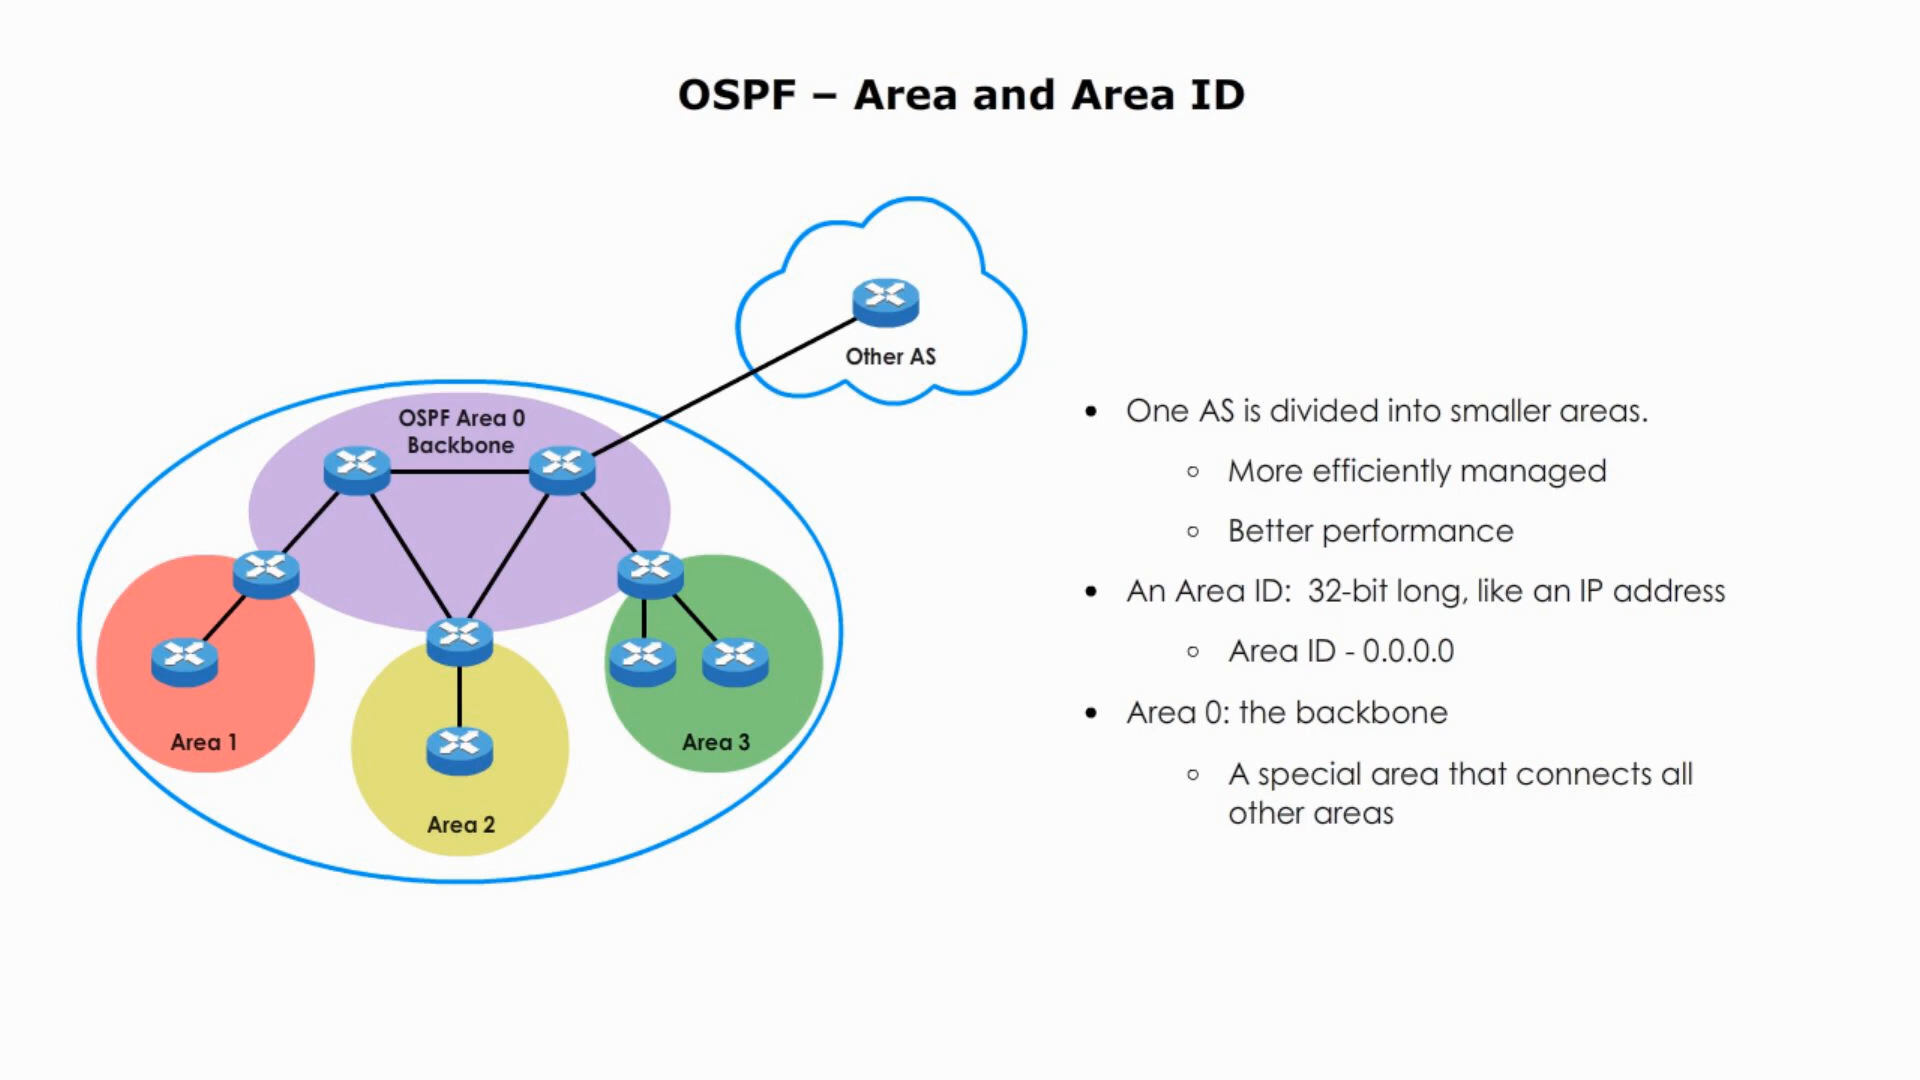 OSPF – Area and Area ID
Other AS
OSPF Area 0
Backbone
Area 1
Area 2
Area 3
• One AS is divided into smaller areas.
○ More efficiently managed
○ Better performance
• An Area ID: 32-bit long, like an IP address
○ Area ID - 0.0.0.0
• Area 0: the backbone
○ A special area that connects all
other areas